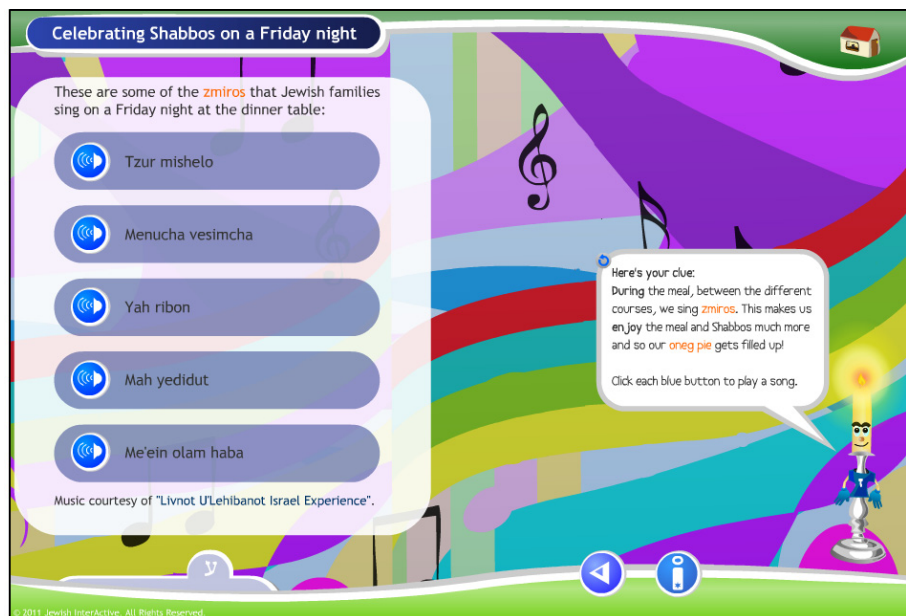 Celebrating Shabbos on a Friday night
These are some of the zmiros that Jewish families
sing on a Friday night at the dinner table:
Tzur mishelo
Menucha vesimcha
Yah ribon
Mah yedidut
Me'ein olam haba
Music courtesy of "Livnot U'Lehibanot Israel Experience".
Here's your clue:
During the meal, between the different
courses, we sing zmiros. This makes us
enjoy the meal and Shabbos much more
and so our oneg pie gets filled up!
Click each blue button to play a song.
ע
i
© 2011 Jewish InterActive. All Rights Reserved.